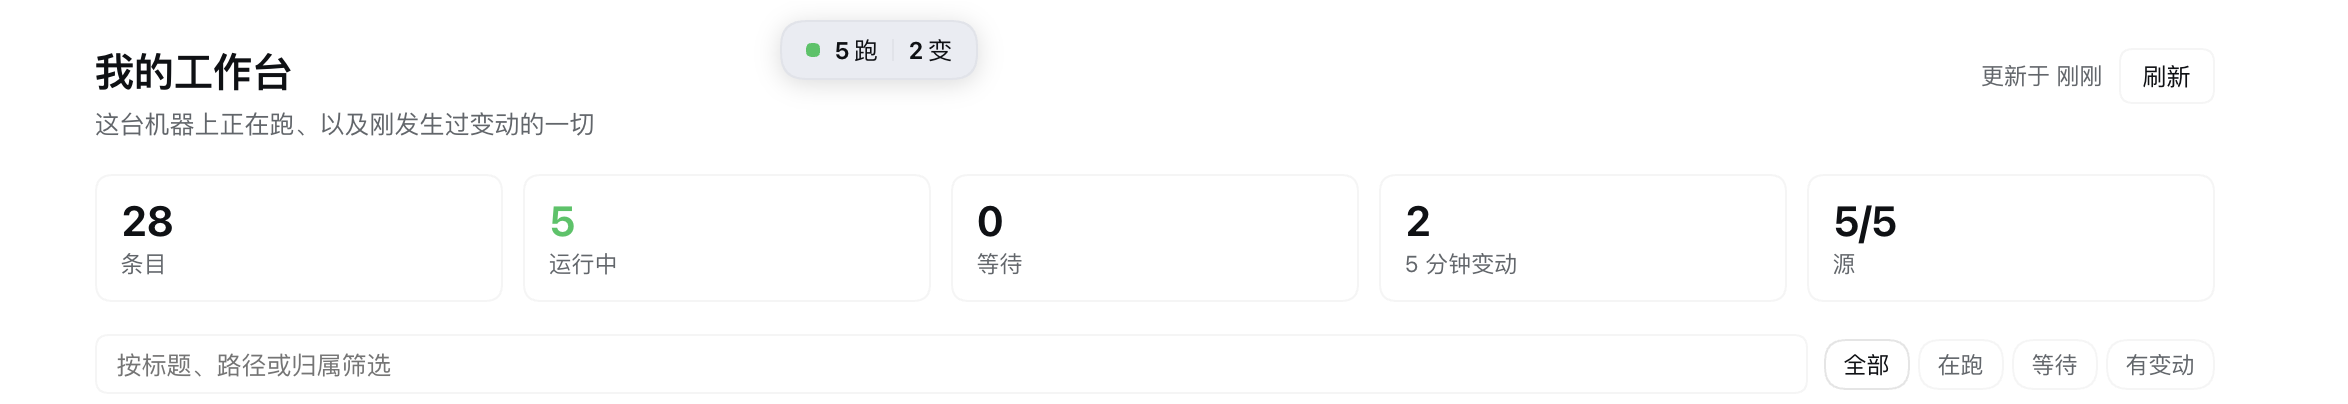 5 跑 2 变
我的工作台
更新于 刚刚
刷新
这台机器上正在跑、以及刚发生过变动的一切
28
条目
5
运行中
0
等待
2
5 分钟变动
5/5
源
按标题、路径或归属筛选
全部
在跑
等待
有变动